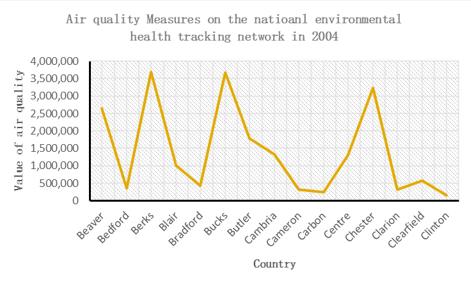 Air quality Measures on the natioanl environmental
health tracking network in 2004
Value of air quality
4,000,000
3,500,000
3,000,000
2,500,000
2,000,000
1,500,000
1,000,000
500,000
0
Beaver
Bedford
Berks
Blair
Bradford
Bucks
Butler
Cambria
Cameron
Carbon
Centre
Chester
Clarion
Clearfield
Clinton
Country